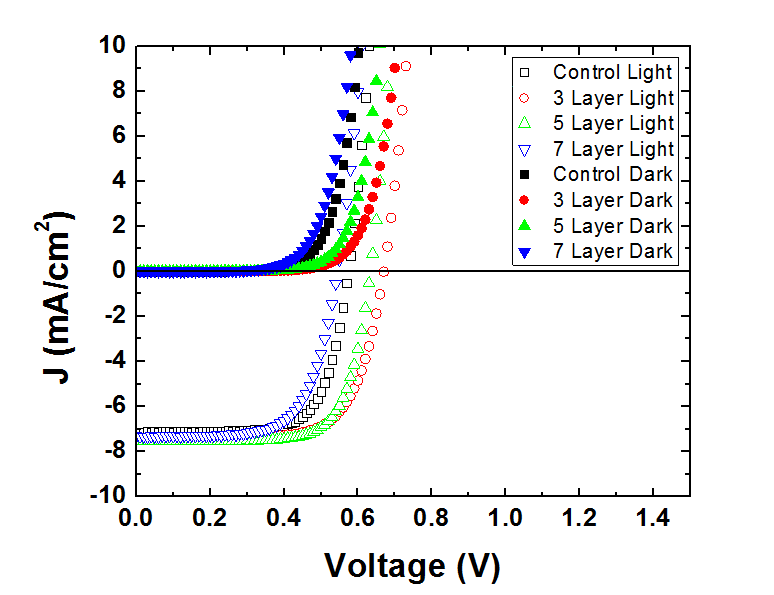 10
8
6
4
2
0
-2
-4
-6
-8
-10
J (mA/cm²)
Control Light
3 Layer Light
5 Layer Light
7 Layer Light
Control Dark
3 Layer Dark
5 Layer Dark
7 Layer Dark
0.0 0.2 0.4 0.6 0.8 1.0 1.2 1.4
Voltage (V)